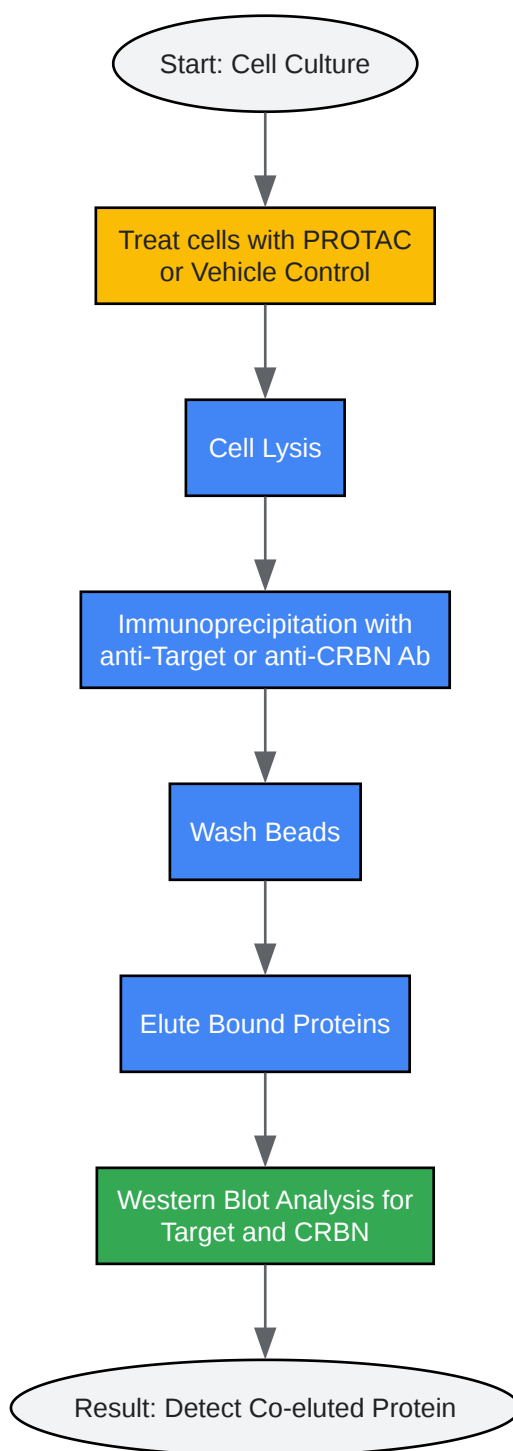 Start: Cell Culture
Treat cells with PROTAC
or Vehicle Control
Cell Lysis
Immunoprecipitation with
anti-Target or anti-CRBN Ab
Wash Beads
Elute Bound Proteins
Western Blot Analysis for
Target and CRBN
Result: Detect Co-eluted Protein